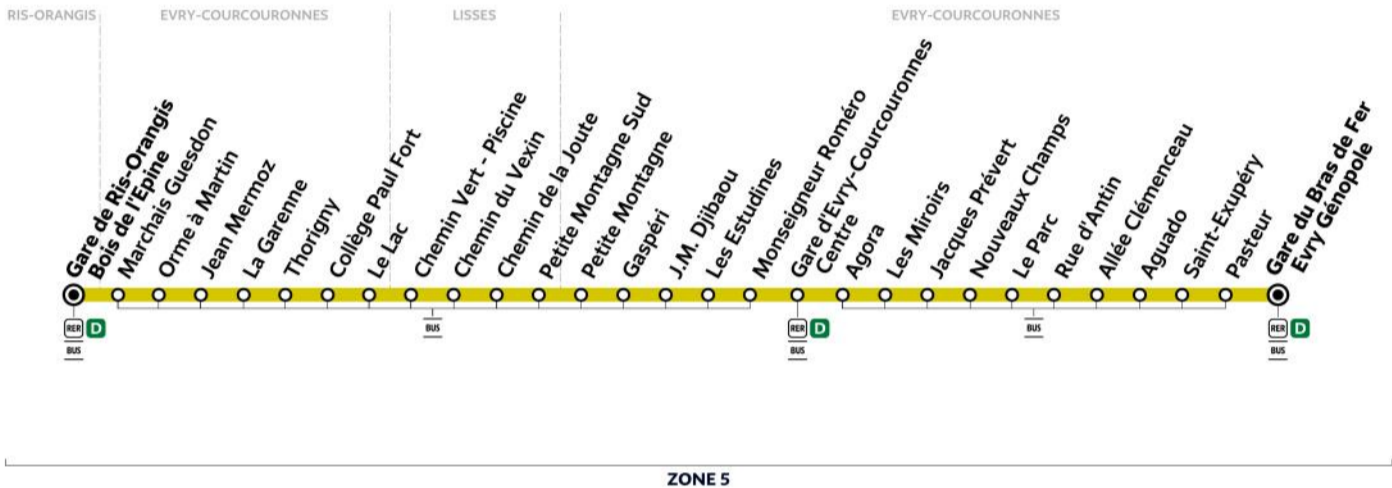 RIS-ORANGIS
EVRY-COURCOURONNES
LISSES
EVRY-COURCOURONNES
Gare de Ris-Orangis
Bois de l'Epine
Marchais Guesdon
Orme à Martin
Jean Mermoz
La Garenne
Thorigny
Collège Paul Fort
Le Lac
Chemin Vert - Piscine
Chemin du Vexin
Chemin de la Joute
Petite Montagne Sud
Petite Montagne
Gaspéri
J.M. Djibaou
Les Estudines
Monseigneur Roméro
Gare d'Evry-Courcouronnes
Centre
Agora
Les Miroirs
Jacques Prévert
Nouveaux Champs
Le Parc
Rue d'Antin
Allée Clémenceau
Aguado
Saint-Exupéry
Pasteur
Gare du Bras de Fer
Evry Génopole
RER D
BUS
BUS
RER D
BUS
BUS
RER D
BUS
ZONE 5